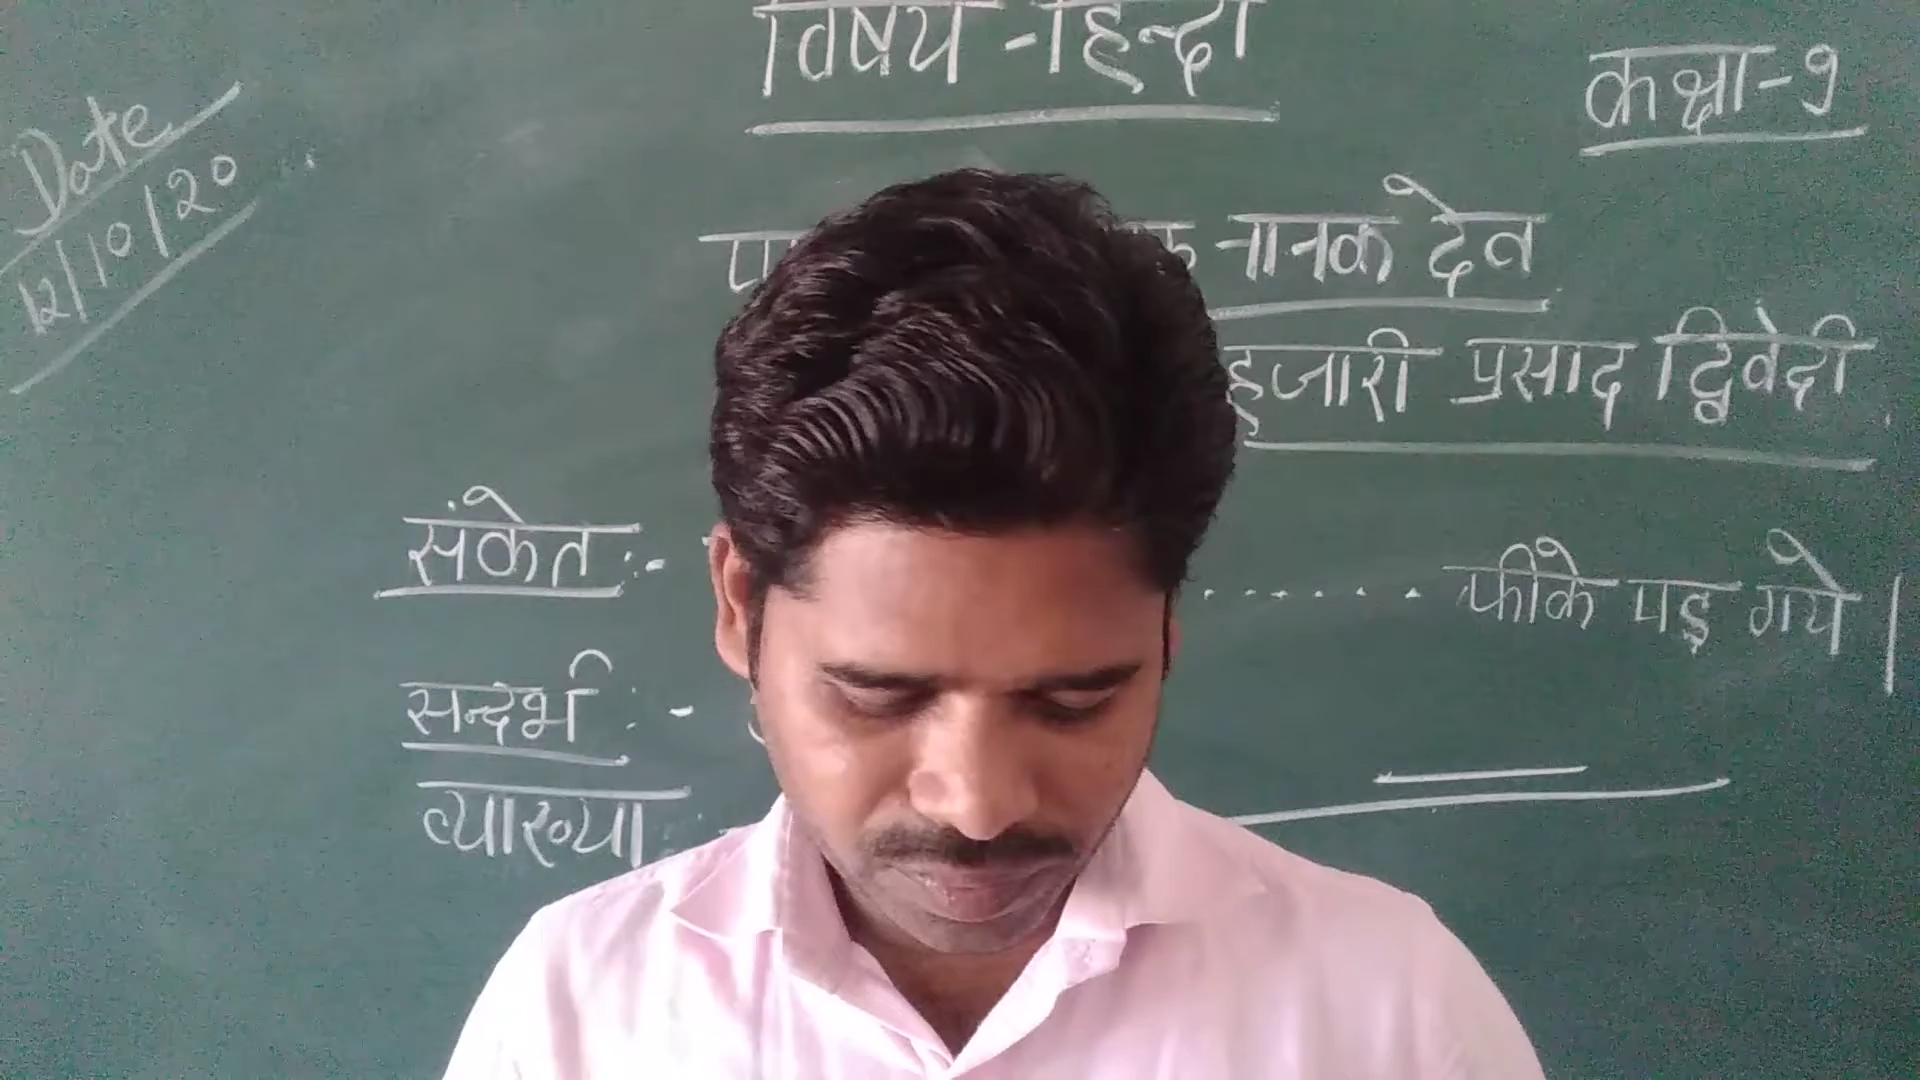 विषय - हिन्दी
कक्षा - 9
Date
12/10/20
नानक देव
हजारी प्रसाद द्विवेदी
संकेत :- ....... फीके पड़ गये |
सन्दर्भ :-
व्याख्या